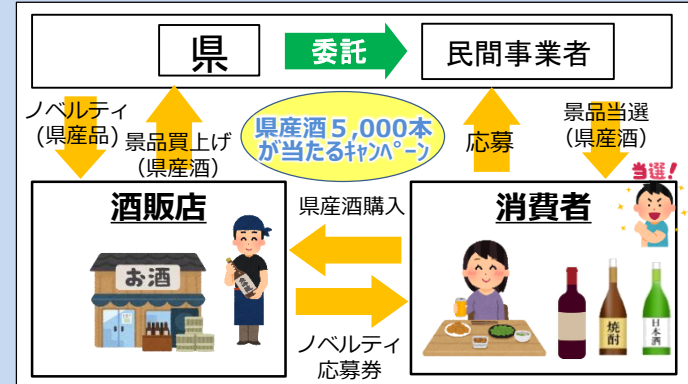 県
委託
民間事業者
ノベルティ
(県産品)
景品買上げ
(県産酒)
県産酒5,000本
が当たるｷｬﾝﾍﾟｰﾝ
応募
景品当選
(県産酒)
当選!
酒販店
県産酒購入
消費者
お酒
焼酎
日本酒
ノベルティ
応募券